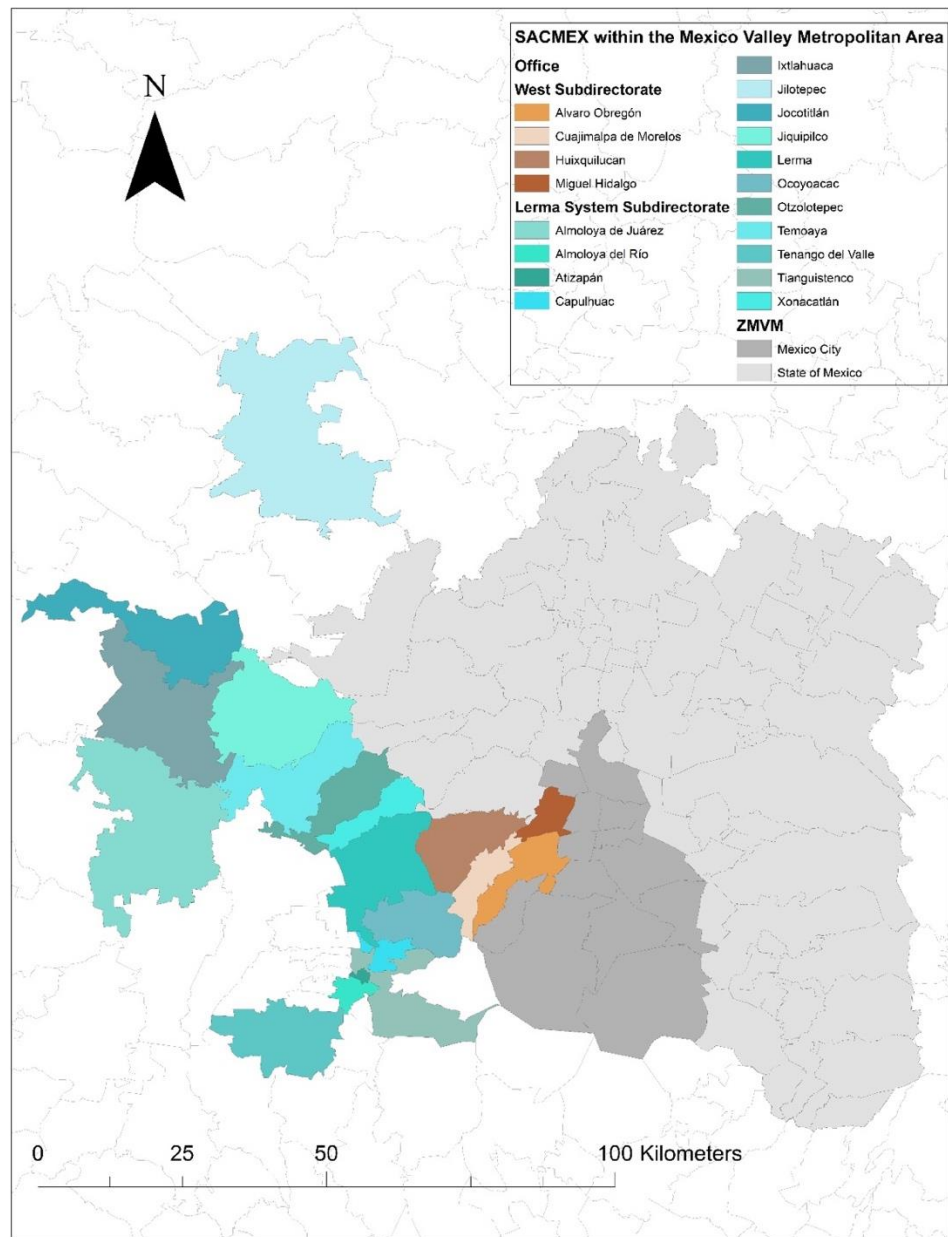 SACMEX within the Mexico Valley Metropolitan Area
Office
West Subdirectorate
Alvaro Obregón
Cuajimalpa de Morelos
Huixquilucan
Miguel Hidalgo
Lerma System Subdirectorate
Almoloya de Juárez
Almoloya del Río
Atizapán
Capulhuac
Ixtlahuaca
Jilotepec
Jocotitlán
Jiquipilco
Lerma
Ocoyoacac
Otzolotepec
Temoaya
Tenango del Valle
Tianguistenco
Xonacatlán
ZMVM
Mexico City
State of Mexico
N
0 25 50 100 Kilometers